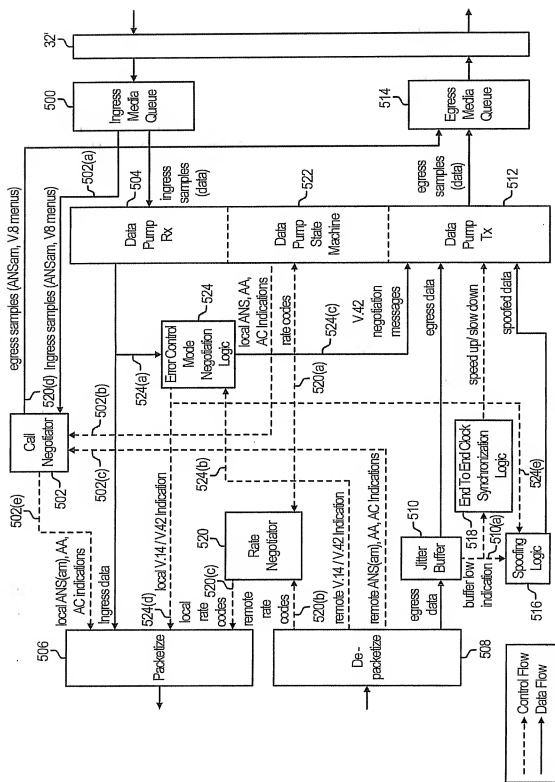 32
500
Ingress
Media
Queue
514
Egress
Media
Queue
502(a)
504
ingress
samples
(data)
522
512
egress
samples
(data)
Data
Pump
Rx
Data
Pump
State
Machine
Data
Pump
Tx
egress samples (ANSam, V.8 menus)
Ingress samples (ANSam, V8 menus)
520(d)
502(b)
502(c)
Call
Negotiator
502
502(e)
local ANS(am), AA,
AC indications
Ingress data
524(a)
524
Error Control
Mode
Negotiation
Logic
local ANS, AA,
AC Indications
rate codes
524(c)
V.42
negotiation
messages
520(a)
egress data
speed up/ slow down
spoofed data
524(b)
524(d)
local V.14 / V.42 Indication
520
Rate
Negotiator
520(c)
local
rate
codes
remote
rate
codes
520(b)
remote V.14 / V.42 Indication
remote ANS(am), AA, AC Indications
510
Jitter
Buffer
egress
data
buffer low
indication
510(a)
518
End To End Clock
Synchronization
Logic
524(e)
Spoofing
Logic
516
506
Packetize
De-
packetize
508
Control Flow
Data Flow